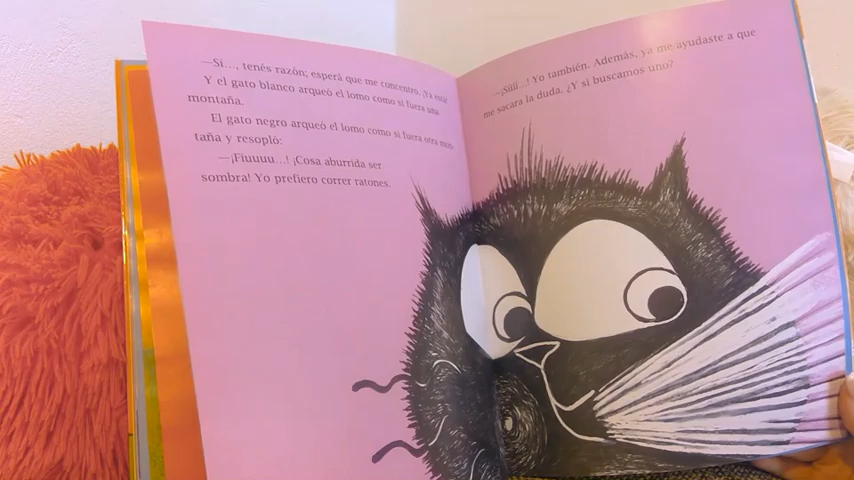 —Sí..., tenés razón; esperá que me concentro. ¡Ya está!
Y el gato blanco arqueó el lomo como si fuera una
montaña.
El gato negro arqueó el lomo como si fuera otra mon-
taña y resopló:
—¡Fiuuuu...! ¡Cosa aburrida ser
sombra! Yo prefiero correr ratones.
—¡Siííí...! Yo también. Además, ya me ayudaste a que
me sacara la duda. ¿Y si buscamos uno?